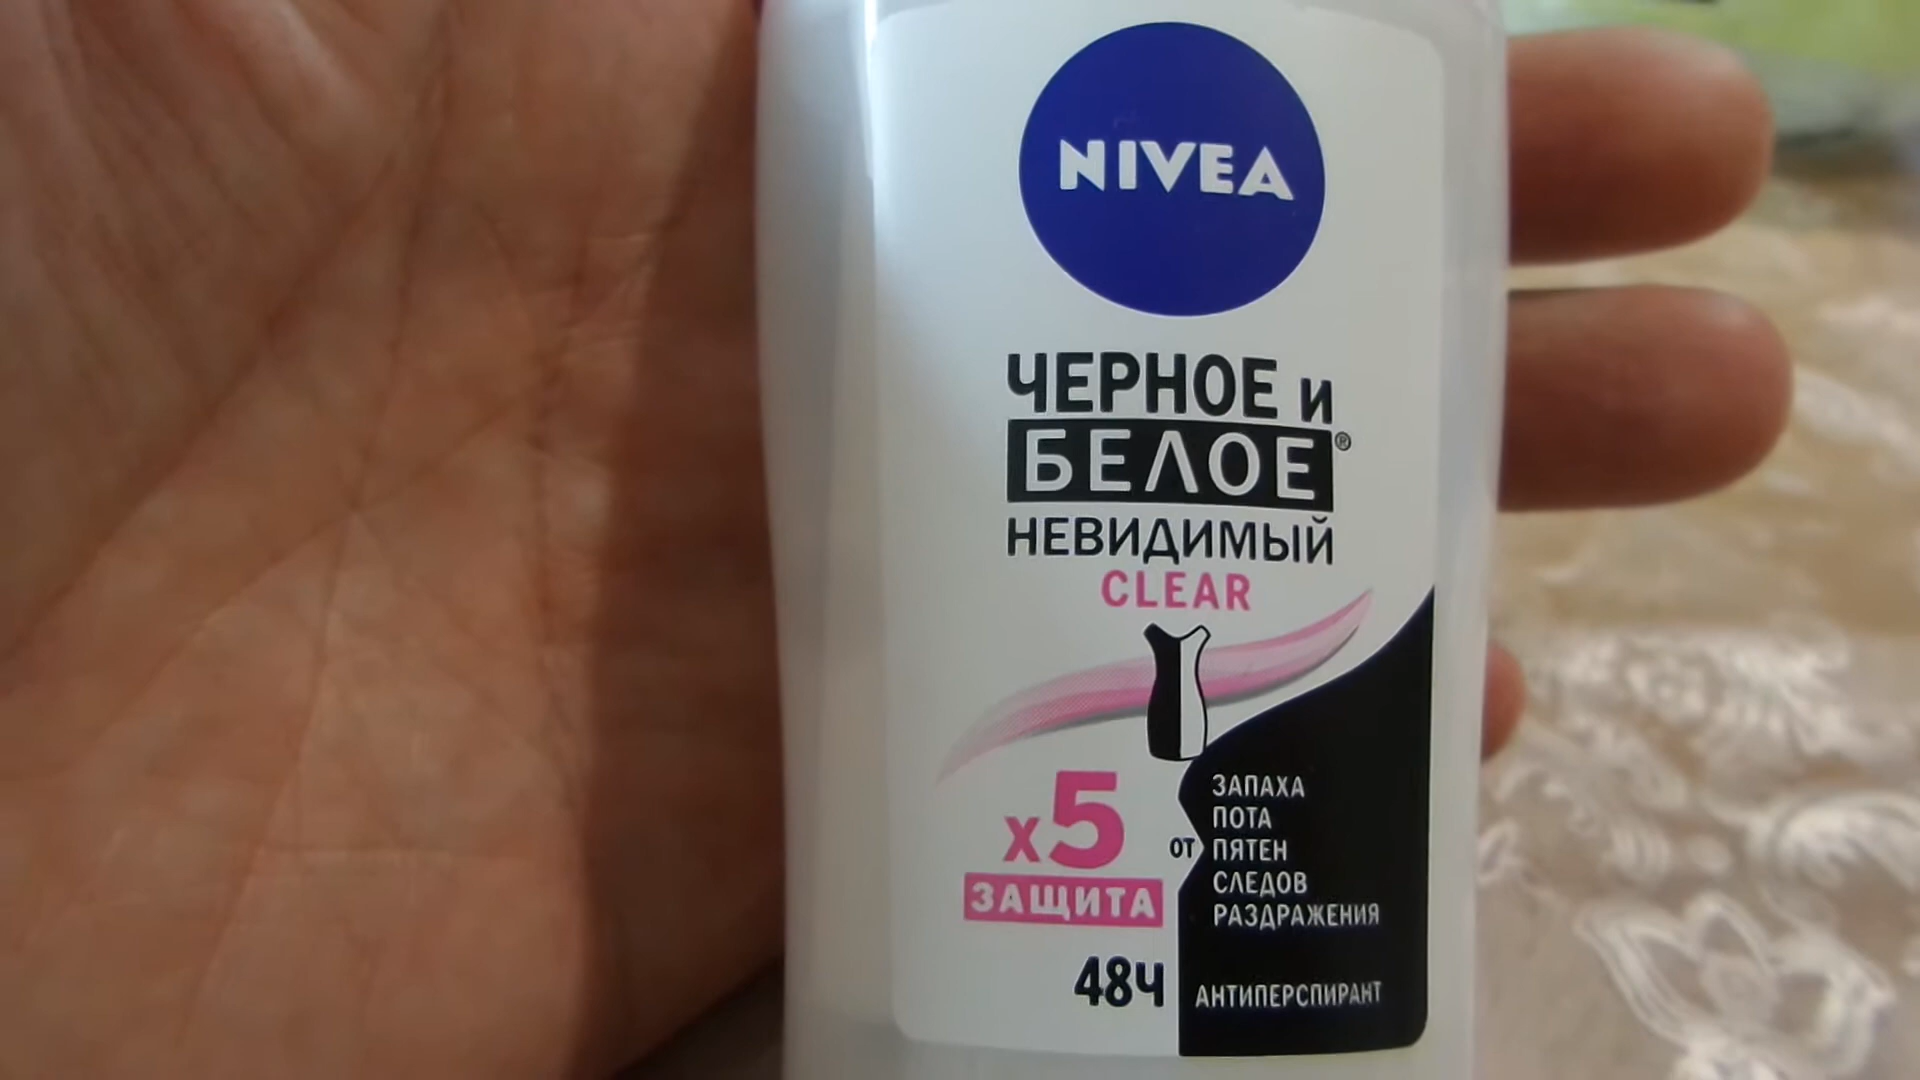 NIVEA
ЧЕРНОЕ и
БЕЛОЕ®
НЕВИДИМЫЙ
CLEAR
x5
ЗАЩИТА
от
ЗАПАХА
ПОТА
ПЯТЕН
СЛЕДОВ
РАЗДРАЖЕНИЯ
48Ч
АНТИПЕРСПИРАНТ